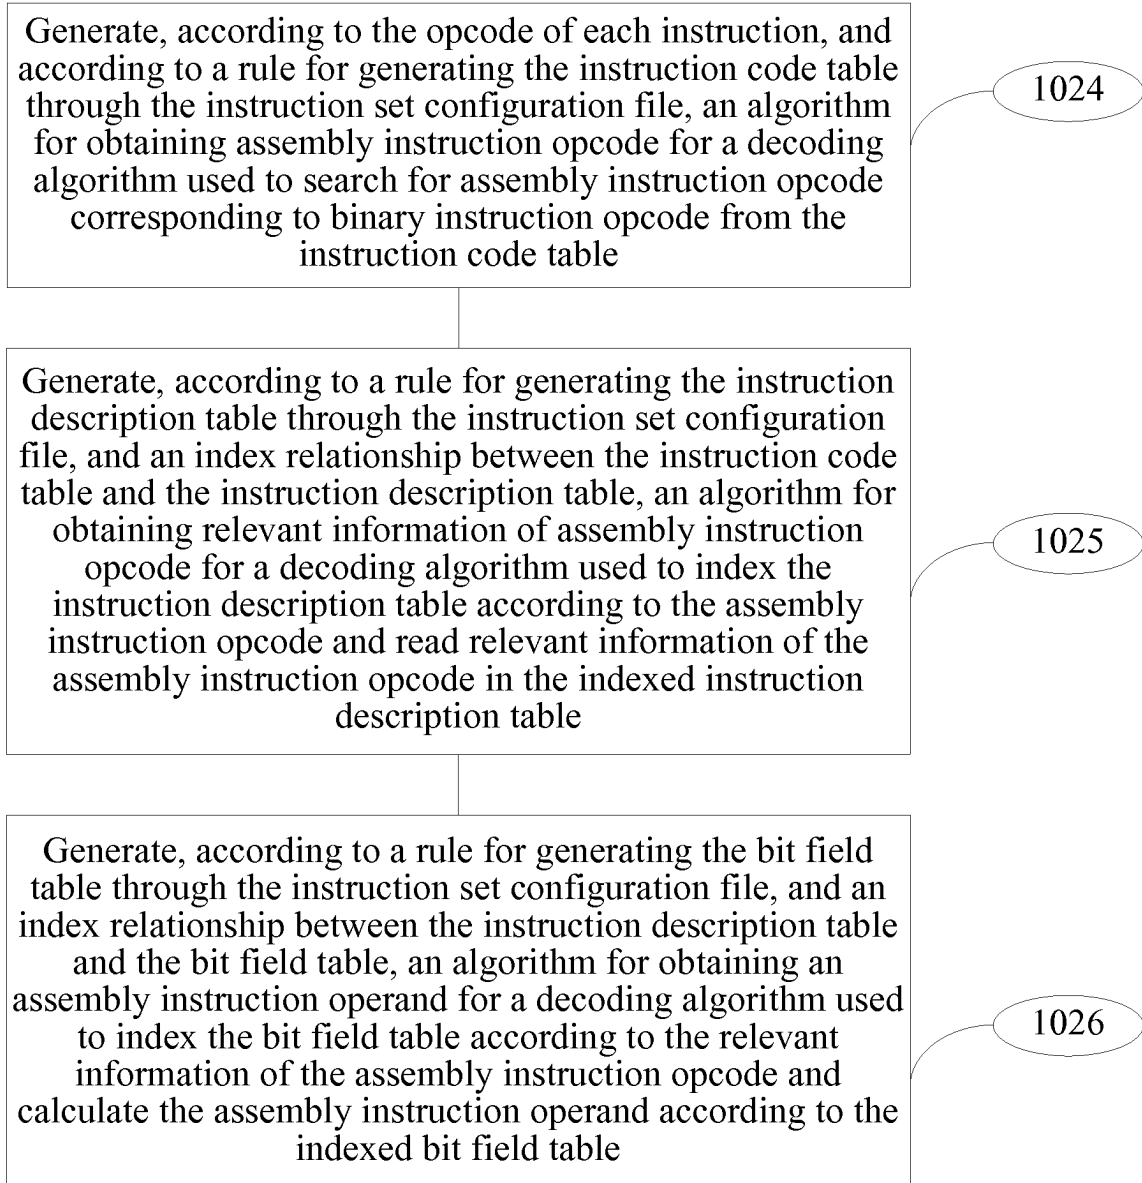 Generate, according to the opcode of each instruction, and
according to a rule for generating the instruction code table
through the instruction set configuration file, an algorithm
for obtaining assembly instruction opcode for a decoding
algorithm used to search for assembly instruction opcode
corresponding to binary instruction opcode from the
instruction code table
1024
Generate, according to a rule for generating the instruction
description table through the instruction set configuration
file, and an index relationship between the instruction code
table and the instruction description table, an algorithm for
obtaining relevant information of assembly instruction
opcode for a decoding algorithm used to index the
instruction description table according to the assembly
instruction opcode and read relevant information of the
assembly instruction opcode in the indexed instruction
description table
1025
Generate, according to a rule for generating the bit field
table through the instruction set configuration file, and an
index relationship between the instruction description table
and the bit field table, an algorithm for obtaining an
assembly instruction operand for a decoding algorithm used
to index the bit field table according to the relevant
information of the assembly instruction opcode and
calculate the assembly instruction operand according to the
indexed bit field table
1026